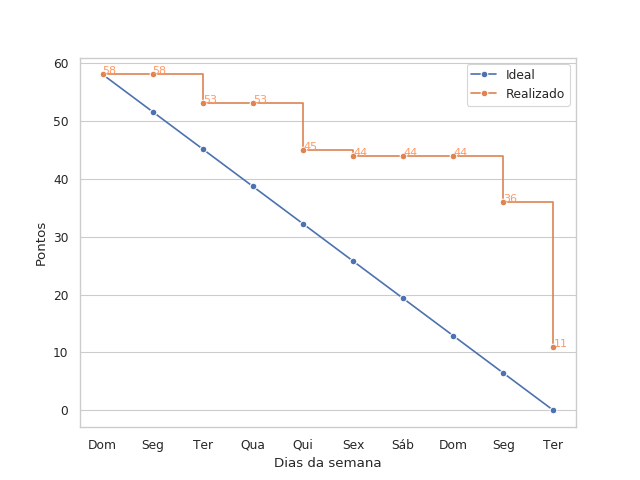 60
50
40
30
20
10
0
Pontos
58 58 53 53 45 44 44 44 36 11
Ideal
Realizado
Dom Seg Ter Qua Qui Sex Sáb Dom Seg Ter
Dias da semana